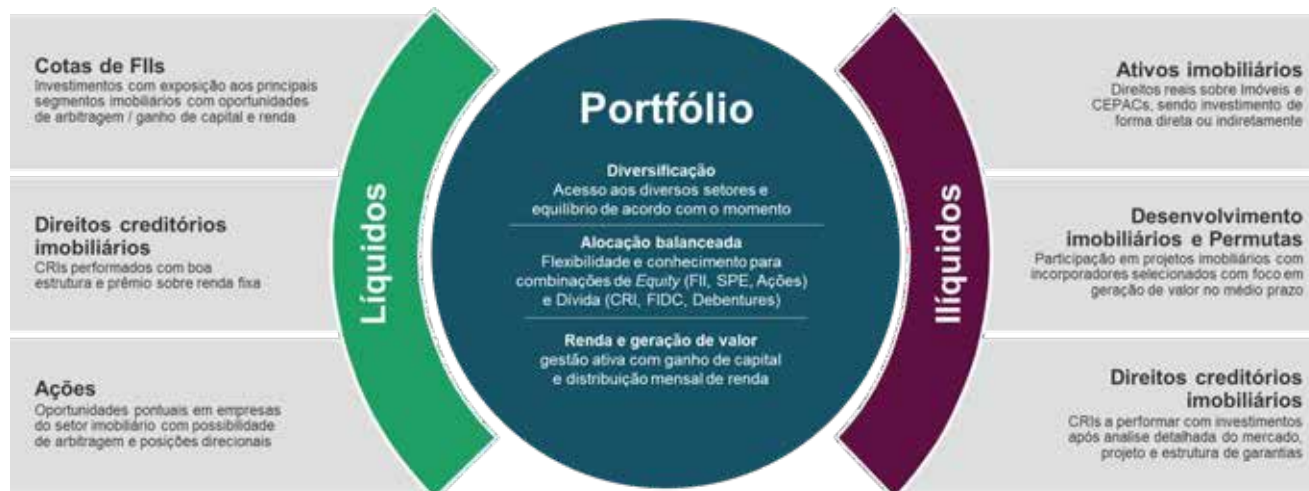 Cotas de FIIs
Investimentos com exposição aos principais
segmentos imobiliários com oportunidades
de arbitragem / ganho de capital e renda
Direitos creditórios
imobiliários
CRIs performados com boa
estrutura e prêmio sobre renda fixa
Ações
Oportunidades pontuais em empresas
do setor imobiliário com possibilidade
de arbitragem e posições direcionais
Líquidos
Portfólio
Diversificação
Acesso aos diversos setores e
equilíbrio de acordo com o momento
Alocação balanceada
Flexibilidade e conhecimento para
combinações de Equity (FII, SPE, Ações)
e Dívida (CRI, FIDC, Debentures)
Renda e geração de valor
gestão ativa com ganho de capital
e distribuição mensal de renda
Ilíquidos
Ativos imobiliários
Direitos reais sobre Imóveis e
CEPACs, sendo investimento de
forma direta ou indiretamente
Desenvolvimento
imobiliários e Permutas
Participação em projetos imobiliários com
incorporadores selecionados com foco em
geração de valor no médio prazo
Direitos creditórios
imobiliários
CRIs a performar com investimentos
após analise detalhada do mercado,
projeto e estrutura de garantias